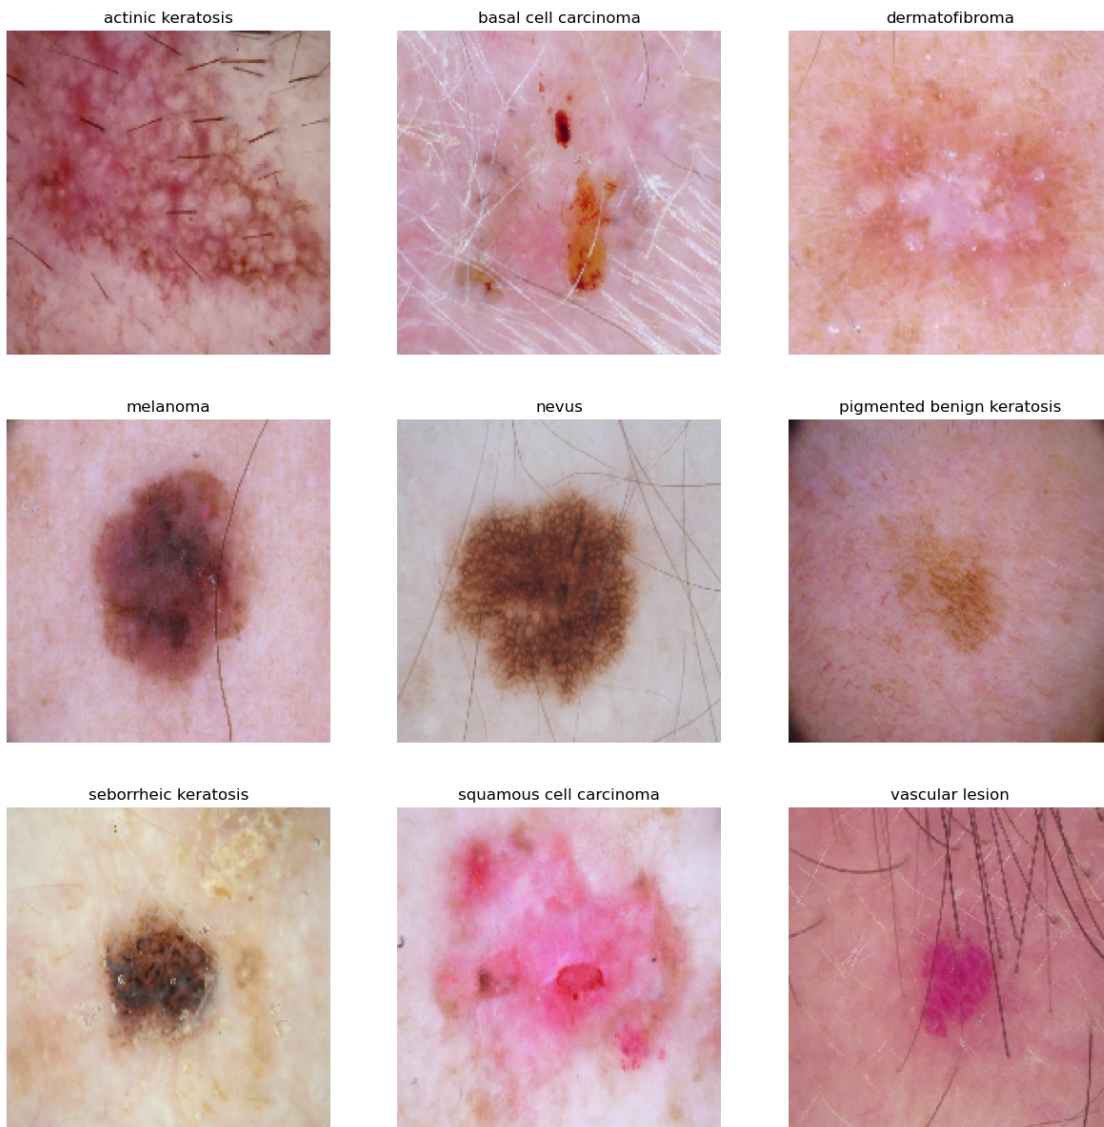 actinic keratosis
basal cell carcinoma
dermatofibroma
melanoma
nevus
pigmented benign keratosis
seborrheic keratosis
squamous cell carcinoma
vascular lesion